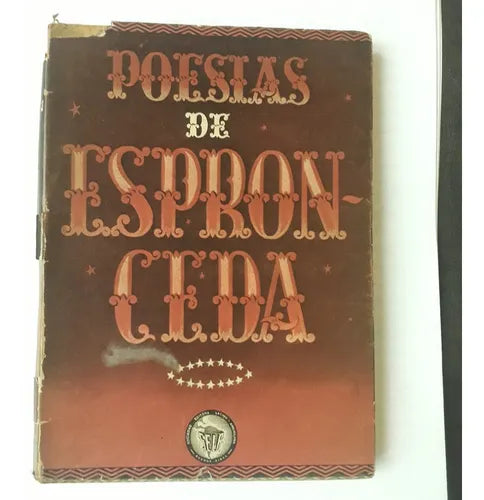 POESIAS
DE
ESPRON-
CEDA